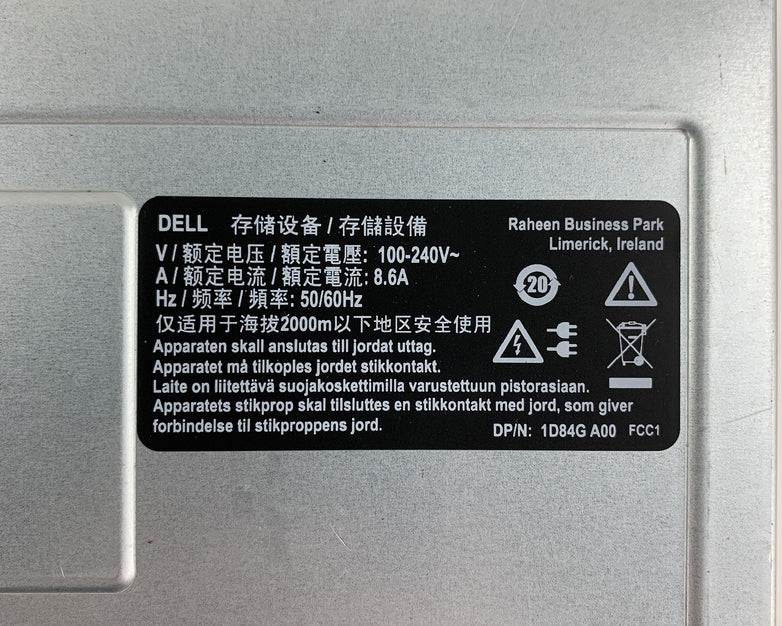 DELL 存储设备 / 存儲設備
Raheen Business Park
Limerick, Ireland
V / 额定电压 / 額定電壓: 100-240V~
A / 额定电流 / 額定電流: 8.6A
Hz / 频率 / 頻率: 50/60Hz
20
仅适用于海拔2000m以下地区安全使用
Apparaten skall anslutas till jordat uttag.
Apparatet må tilkoples jordet stikkontakt.
Laite on liitettävä suojakoskettimilla varustettuun pistorasiaan.
Apparatets stikprop skal tilsluttes en stikkontakt med jord, som giver
forbindelse til stikproppens jord.
DP/N: 1D84G A00 FCC1